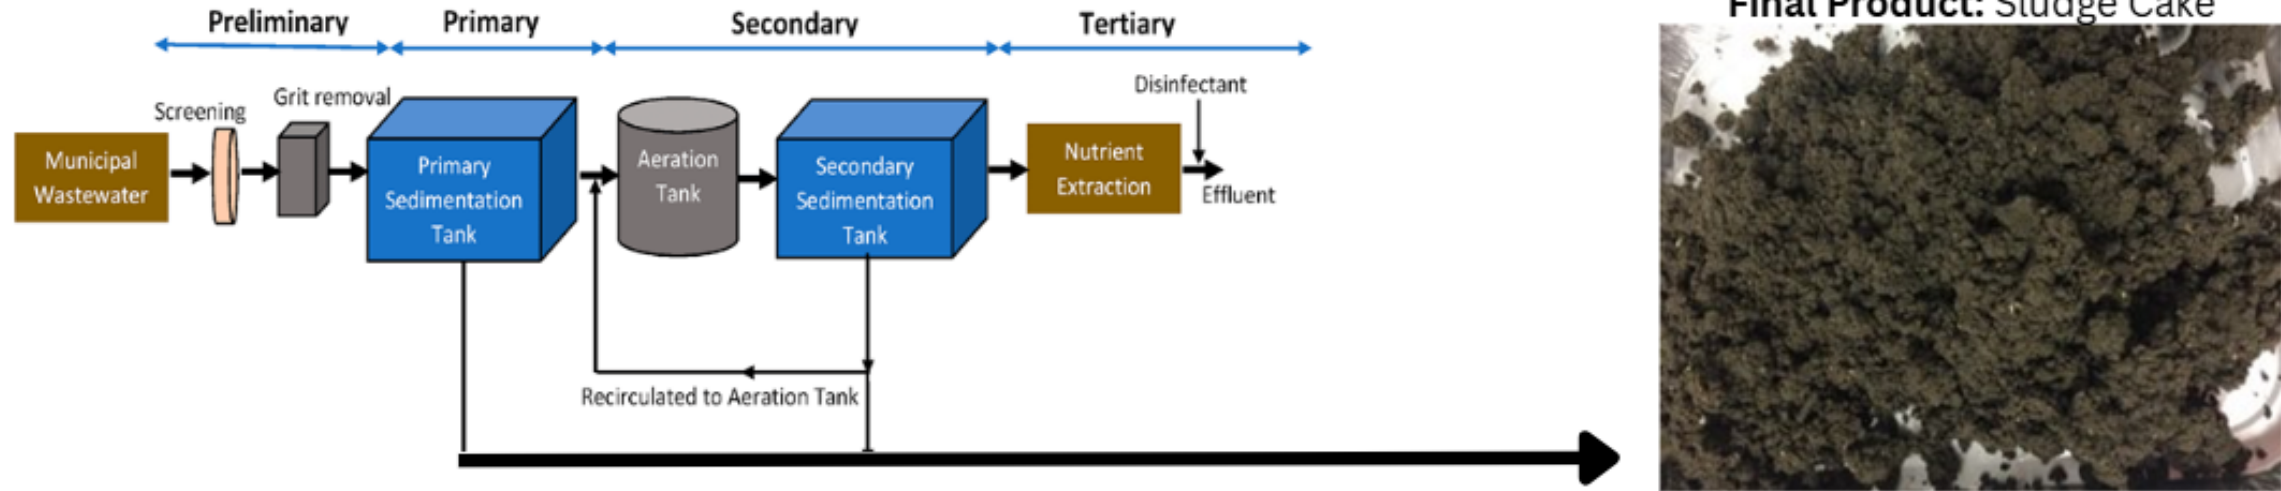 Preliminary
Primary
Secondary
Tertiary
Final Product: Sludge Cake
Screening
Grit removal
Disinfectant
Municipal
Wastewater
Primary
Sedimentation
Tank
Aeration
Tank
Secondary
Sedimentation
Tank
Nutrient
Extraction
Effluent
Recirculated to Aeration Tank